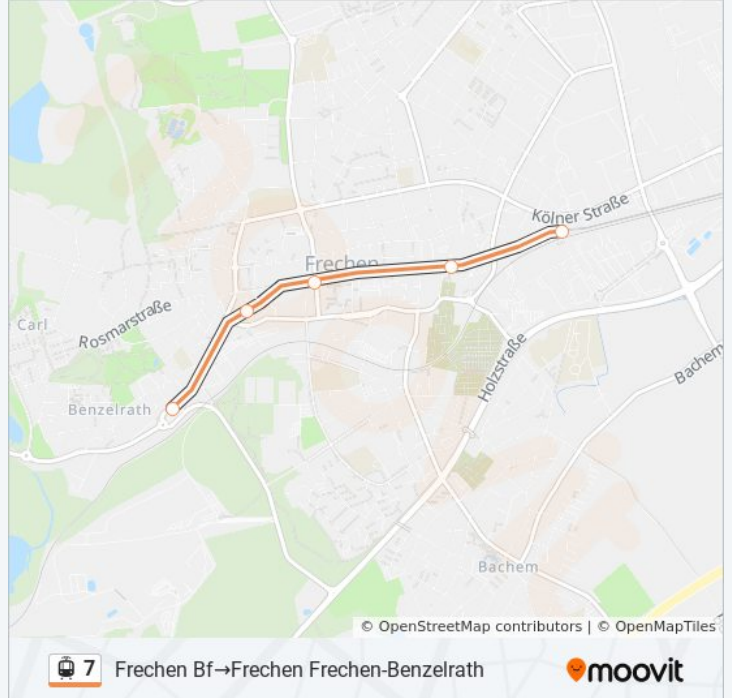 Kölner Straße
Frechen
Rosmarstraße
Carl
Holzstraße
Bachem
Benzelrath
Bachem
© OpenStreetMap contributors | © OpenMapTiles
7 Frechen Bf→Frechen Frechen-Benzelrath
moovit